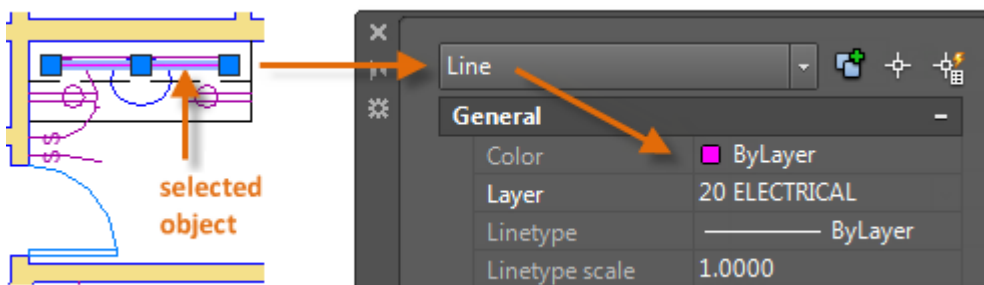 Line
General
Color ByLayer
Layer 20 ELECTRICAL
Linetype ByLayer
Linetype scale 1.0000
selected
object
S
S